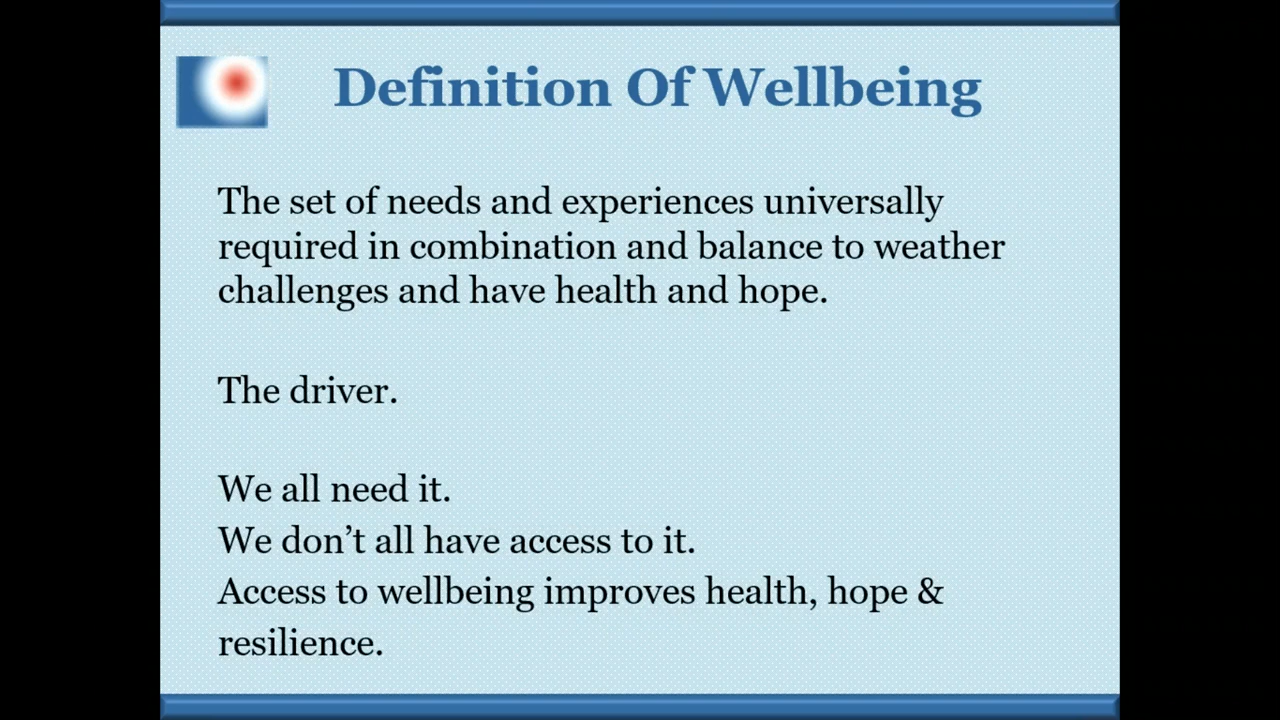 Definition Of Wellbeing
The set of needs and experiences universally
required in combination and balance to weather
challenges and have health and hope.
The driver.
We all need it.
We don’t all have access to it.
Access to wellbeing improves health, hope &
resilience.